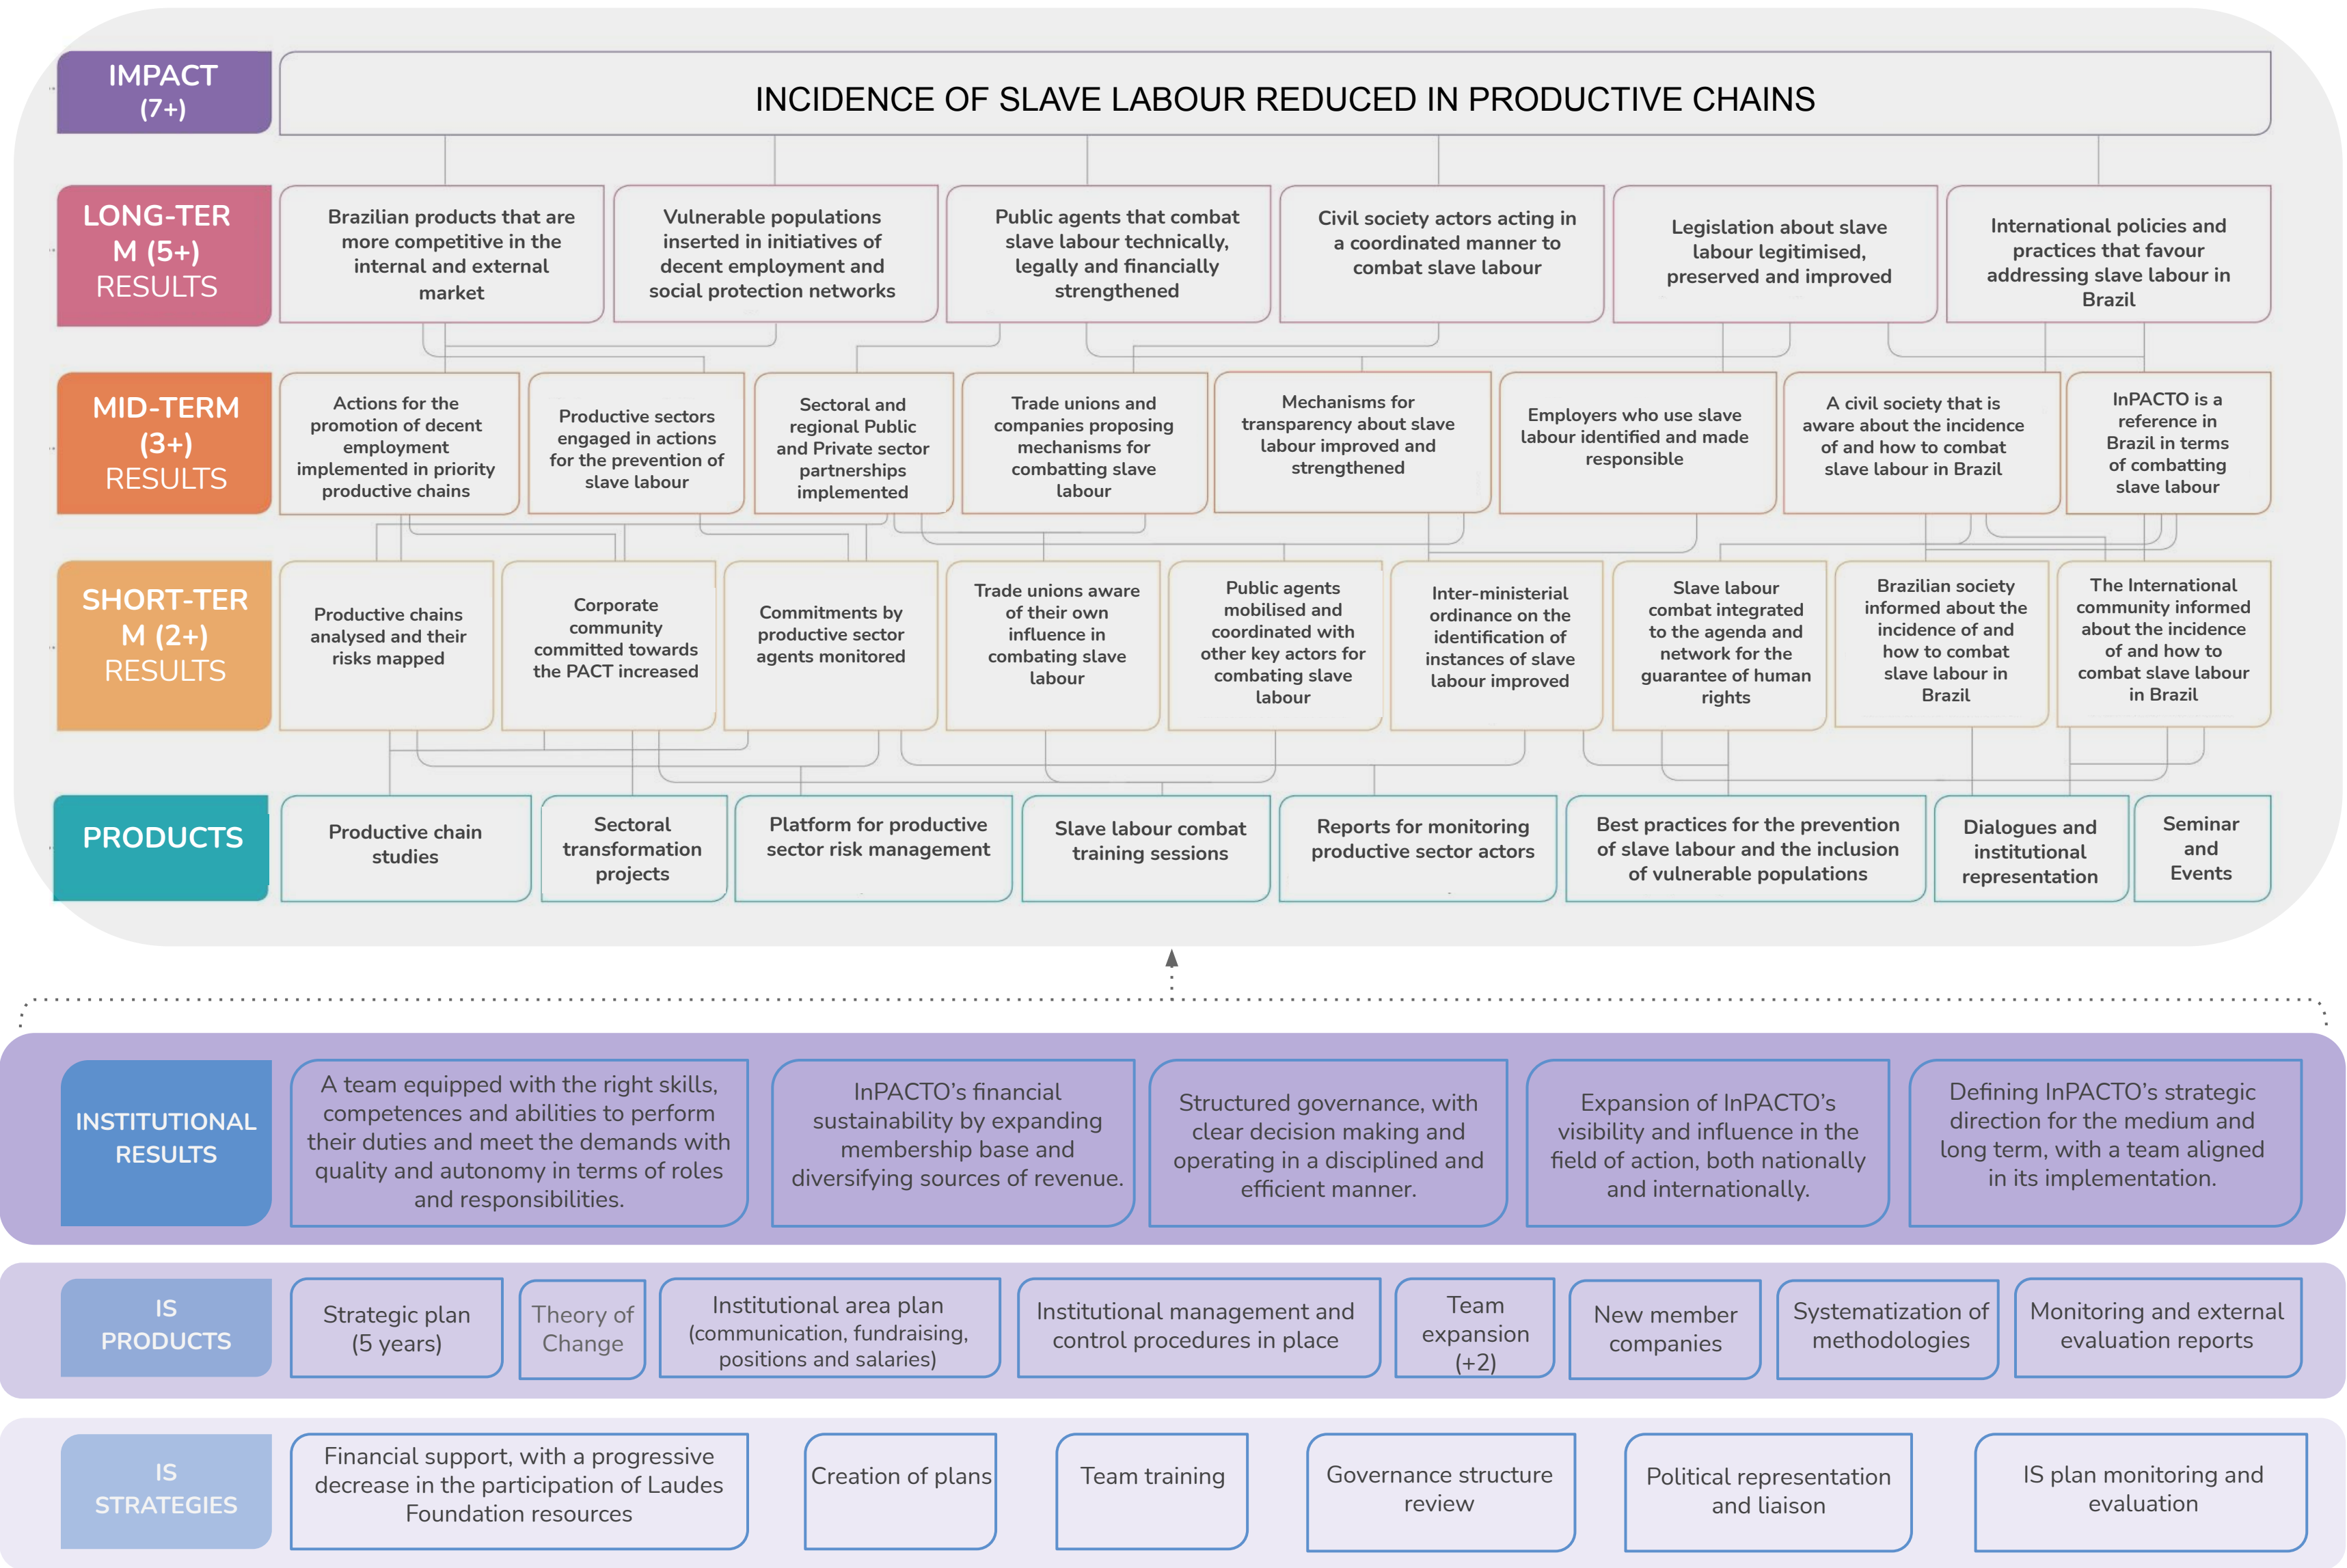 IMPACT
(7+)
INCIDENCE OF SLAVE LABOUR REDUCED IN PRODUCTIVE CHAINS
LONG-TER
M (5+)
RESULTS
Brazilian products that are
more competitive in the
internal and external
market
Vulnerable populations
inserted in initiatives of
decent employment and
social protection networks
Public agents that combat
slave labour technically,
legally and financially
strengthened
Civil society actors acting in
a coordinated manner to
combat slave labour
Legislation about slave
labour legitimised,
preserved and improved
International policies and
practices that favour
addressing slave labour in
Brazil
MID-TERM
(3+)
RESULTS
Actions for the
promotion of decent
employment
implemented in priority
productive chains
Productive sectors
engaged in actions
for the prevention of
slave labour
Sectoral and
regional Public
and Private sector
partnerships
implemented
Trade unions and
companies proposing
mechanisms for
combatting slave
labour
Mechanisms for
transparency about slave
labour improved and
strengthened
Employers who use slave
labour identified and made
responsible
A civil society that is
aware about the incidence
of and how to combat
slave labour in Brazil
InPACTO is a
reference in
Brazil in terms
of combatting
slave labour
SHORT-TER
M (2+)
RESULTS
Productive chains
analysed and their
risks mapped
Corporate
community
committed towards
the PACT increased
Commitments by
productive sector
agents monitored
Trade unions aware
of their own
influence in
combating slave
labour
Public agents
mobilised and
coordinated with
other key actors for
combating slave
labour
Inter-ministerial
ordinance on the
identification of
instances of slave
labour improved
Slave labour
combat integrated
to the agenda and
network for the
guarantee of human
rights
Brazilian society
informed about the
incidence of and
how to combat
slave labour in
Brazil
The International
community informed
about the incidence
of and how to
combat slave labour
in Brazil
PRODUCTS
Productive chain
studies
Sectoral
transformation
projects
Platform for productive
sector risk management
Slave labour combat
training sessions
Reports for monitoring
productive sector actors
Best practices for the prevention
of slave labour and the inclusion
of vulnerable populations
Dialogues and
institutional
representation
Seminar
and
Events
INSTITUTIONAL
RESULTS
A team equipped with the right skills,
competences and abilities to perform
their duties and meet the demands with
quality and autonomy in terms of roles
and responsibilities.
InPACTO's financial
sustainability by expanding
membership base and
diversifying sources of revenue.
Structured governance, with
clear decision making and
operating in a disciplined and
efficient manner.
Expansion of InPACTO's
visibility and influence in the
field of action, both nationally
and internationally.
Defining InPACTO's strategic
direction for the medium and
long term, with a team aligned
in its implementation.
IS
PRODUCTS
Strategic plan
(5 years)
Theory of
Change
Institutional area plan
(communication, fundraising,
positions and salaries)
Institutional management and
control procedures in place
Team
expansion
(+2)
New member
companies
Systematization of
methodologies
Monitoring and external
evaluation reports
IS
STRATEGIES
Financial support, with a progressive
decrease in the participation of Laudes
Foundation resources
Creation of plans
Team training
Governance structure
review
Political representation
and liaison
IS plan monitoring and
evaluation